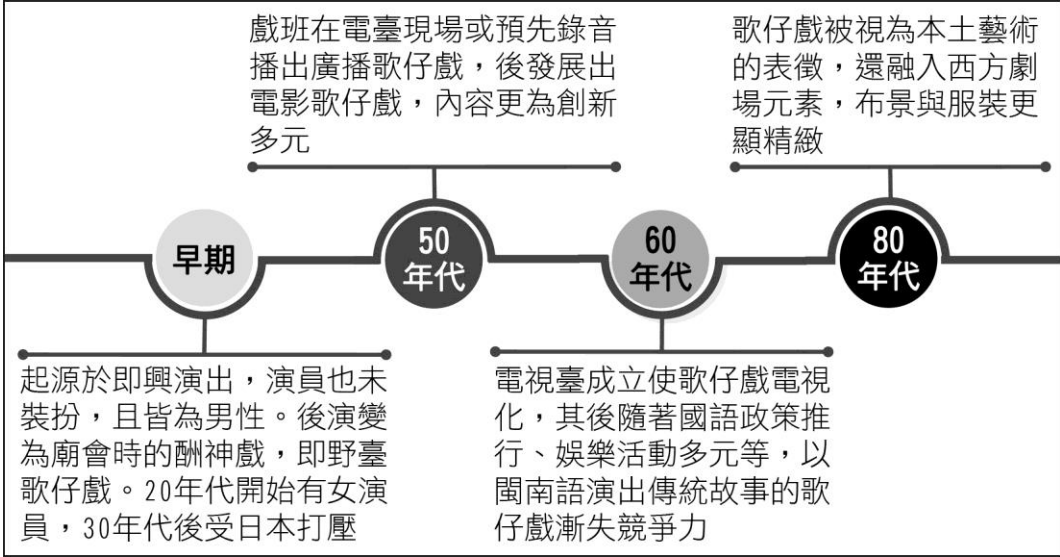 戲班在電臺現場或預先錄音
播出廣播歌仔戲，後發展出
電影歌仔戲，內容更為創新
多元
歌仔戲被視為本土藝術
的表徵，還融入西方劇
場元素，布景與服裝更
顯精緻
早期
50
年代
60
年代
80
年代
起源於即興演出，演員也未
裝扮，且皆為男性。後演變
為廟會時的酬神戲，即野臺
歌仔戲。20年代開始有女演
員，30年代後受日本打壓
電視臺成立使歌仔戲電視
化，其後隨著國語政策推
行、娛樂活動多元等，以
閩南語演出傳統故事的歌
仔戲漸失競爭力